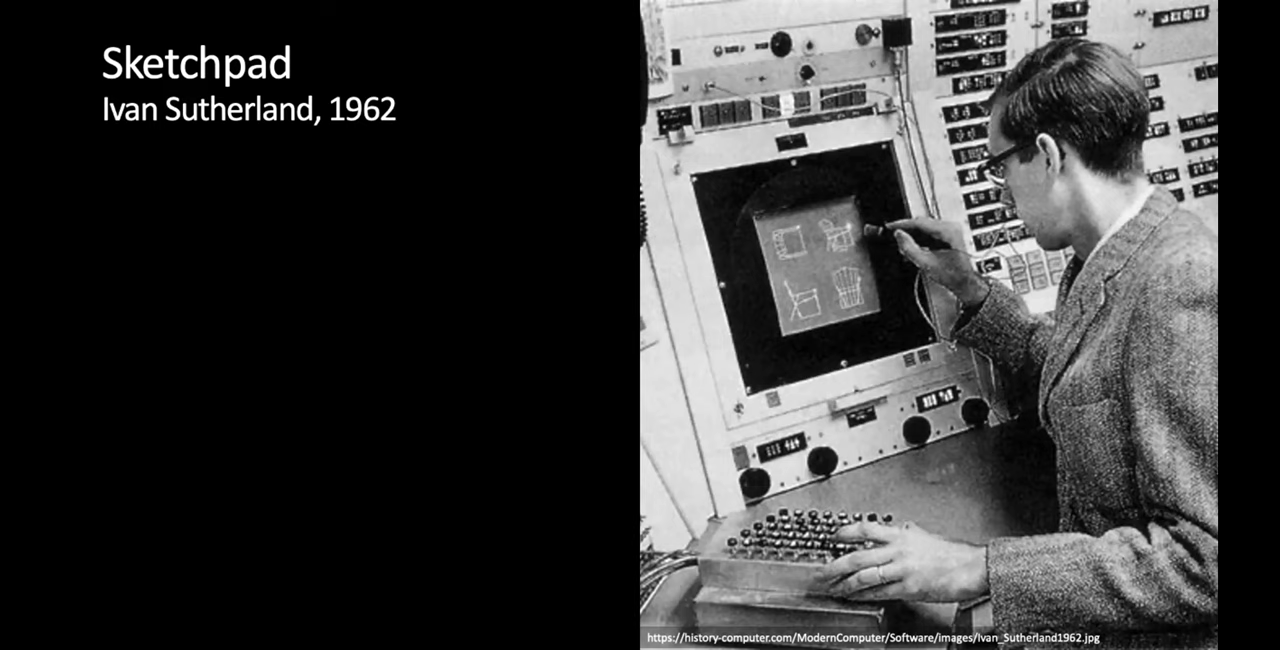 Sketchpad
Ivan Sutherland, 1962
https://history-computer.com/ModernComputer/Software/images/Ivan_Sutherland1962.jpg